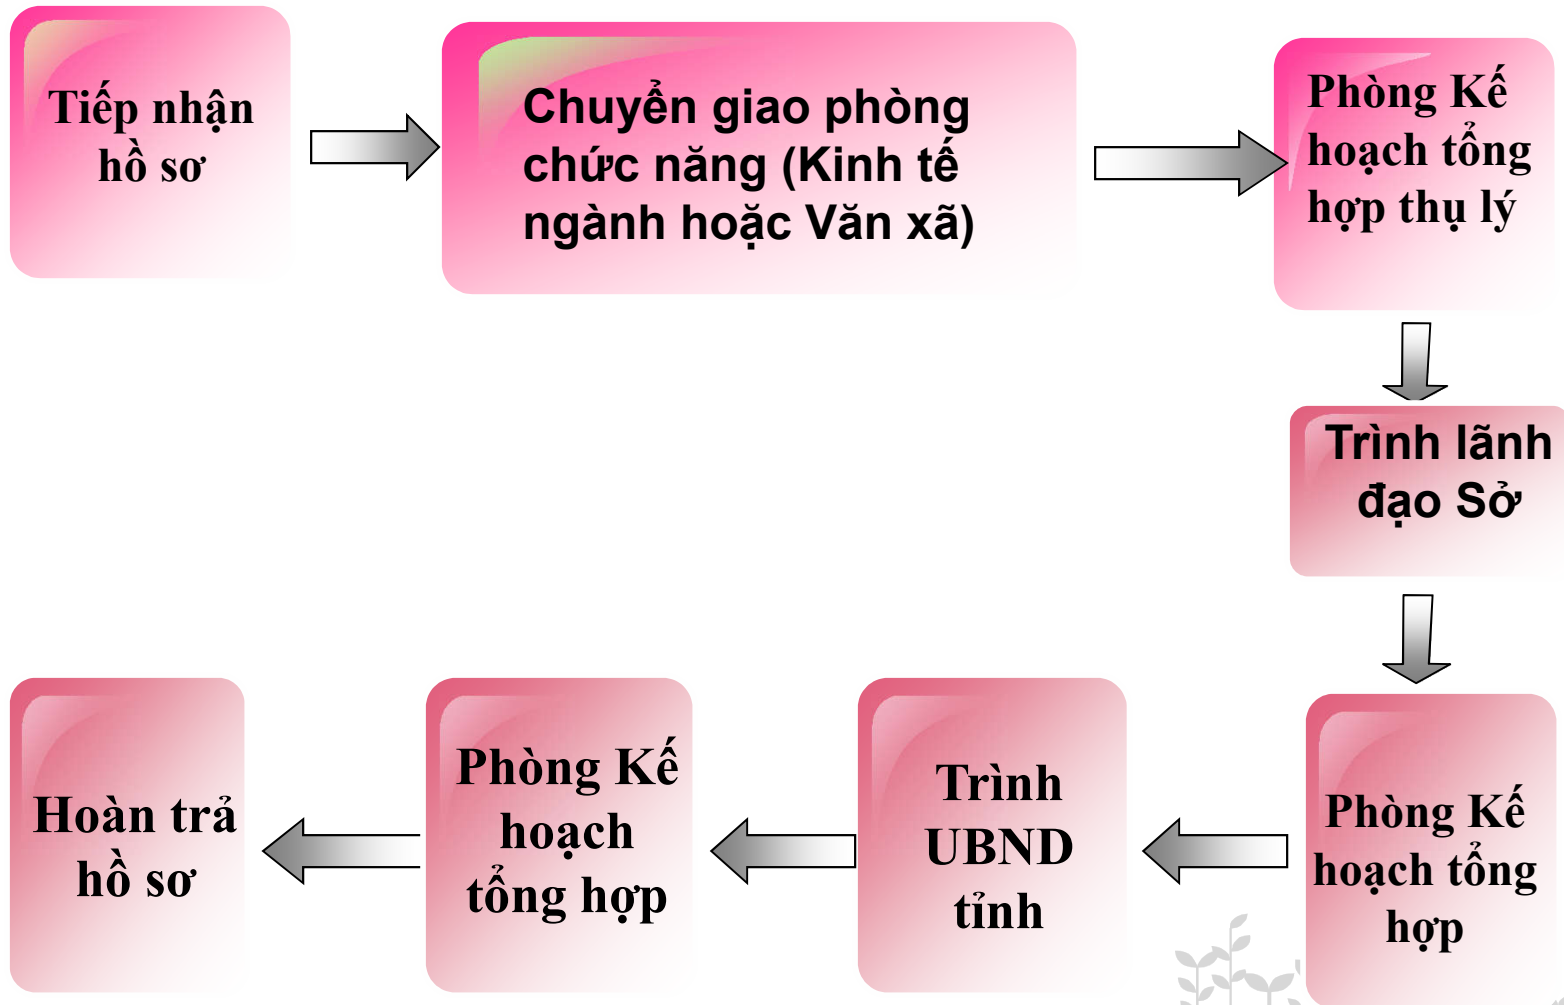 Tiếp nhận
hồ sơ
Chuyển giao phòng
chức năng (Kinh tế
ngành hoặc Văn xã)
Phòng Kế
hoạch tổng
hợp thụ lý
Trình lãnh
đạo Sở
Phòng Kế
hoạch tổng
hợp
Trình
UBND
tỉnh
Phòng Kế
hoạch
tổng hợp
Hoàn trả
hồ sơ